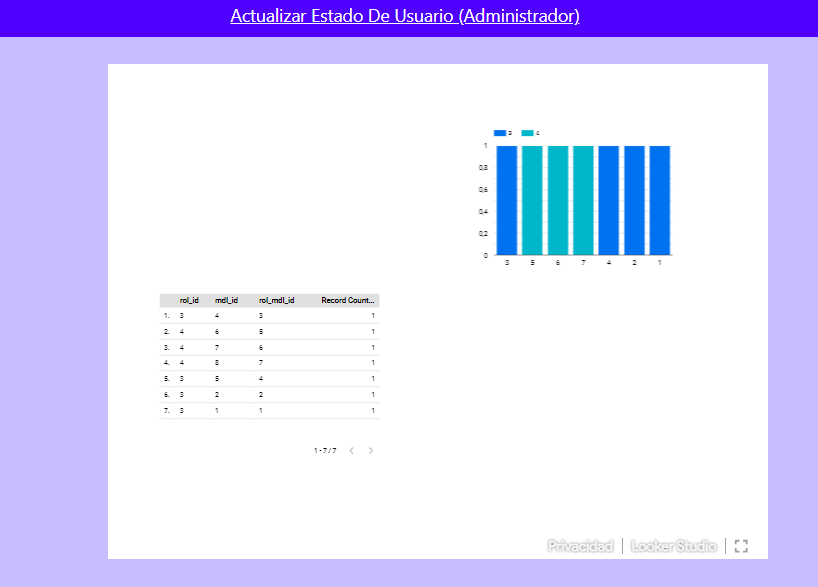 Actualizar Estado De Usuario (Administrador)
3 4
1
0,8
0,6
0,4
0,2
0
3 5 6 7 4 2 1
rol_id mdl_id rol_mdl_id Record Count...
1. 3 4 3 1
2. 4 6 5 1
3. 4 7 6 1
4. 4 8 7 1
5. 3 5 4 1
6. 3 2 2 1
7. 3 1 1 1
1 - 7 / 7 < >
Privacidad | Looker Studio |